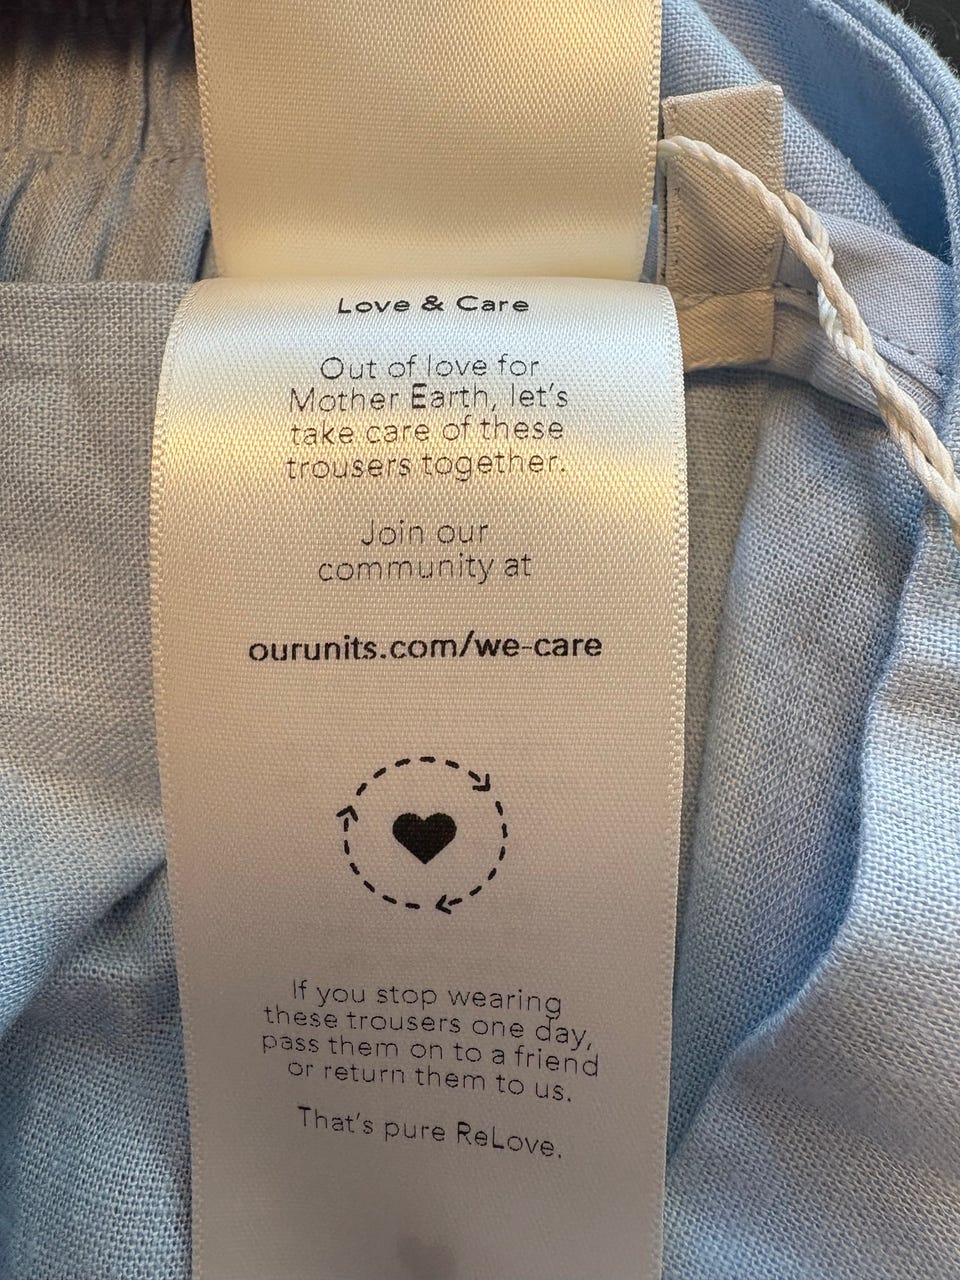 Love & Care
Out of love for
Mother Earth, let's
take care of these
trousers together.
Join our
community at
ourunits.com/we-care
If you stop wearing
these trousers one day,
pass them on to a friend
or return them to us.
That's pure ReLove.